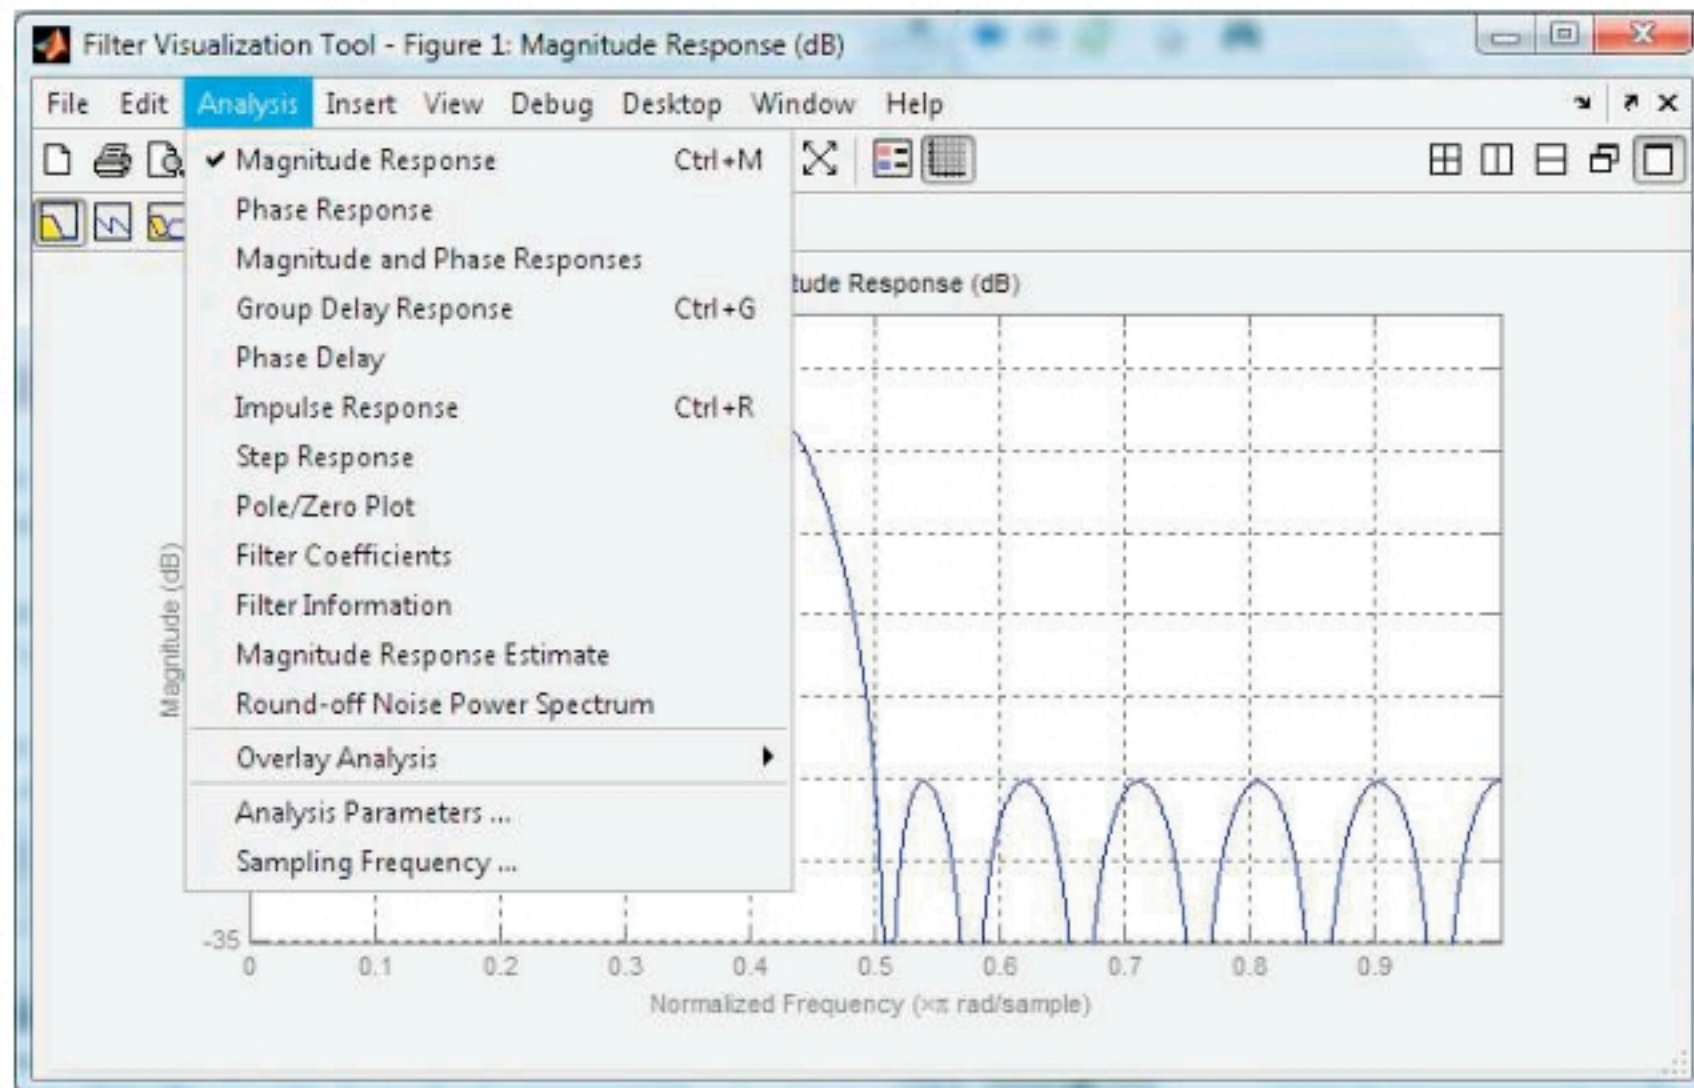 Filter Visualization Tool - Figure 1: Magnitude Response (dB)
File Edit Analysis Insert View Debug Desktop Window Help
✔ Magnitude Response Ctrl+M
Phase Response
Magnitude and Phase Responses
Group Delay Response Ctrl+G
Phase Delay
Impulse Response Ctrl+R
Step Response
Pole/Zero Plot
Filter Coefficients
Filter Information
Magnitude Response Estimate
Round-off Noise Power Spectrum
Overlay Analysis
Analysis Parameters ...
Sampling Frequency ...
tude Response (dB)
Magnitude (dB)
-35
0 0.1 0.2 0.3 0.4 0.5 0.6 0.7 0.8 0.9
Normalized Frequency (×π rad/sample)